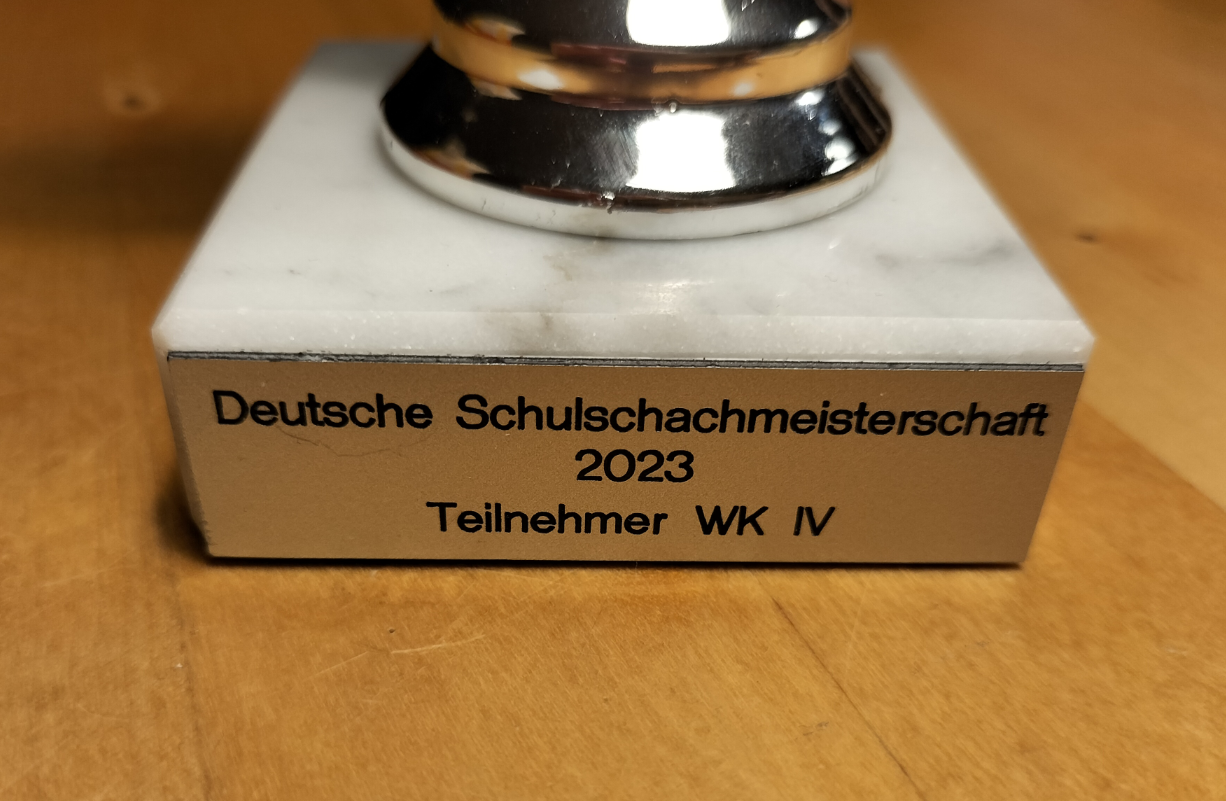 Deutsche Schulschachmeisterschaft
2023
Teilnehmer WK IV